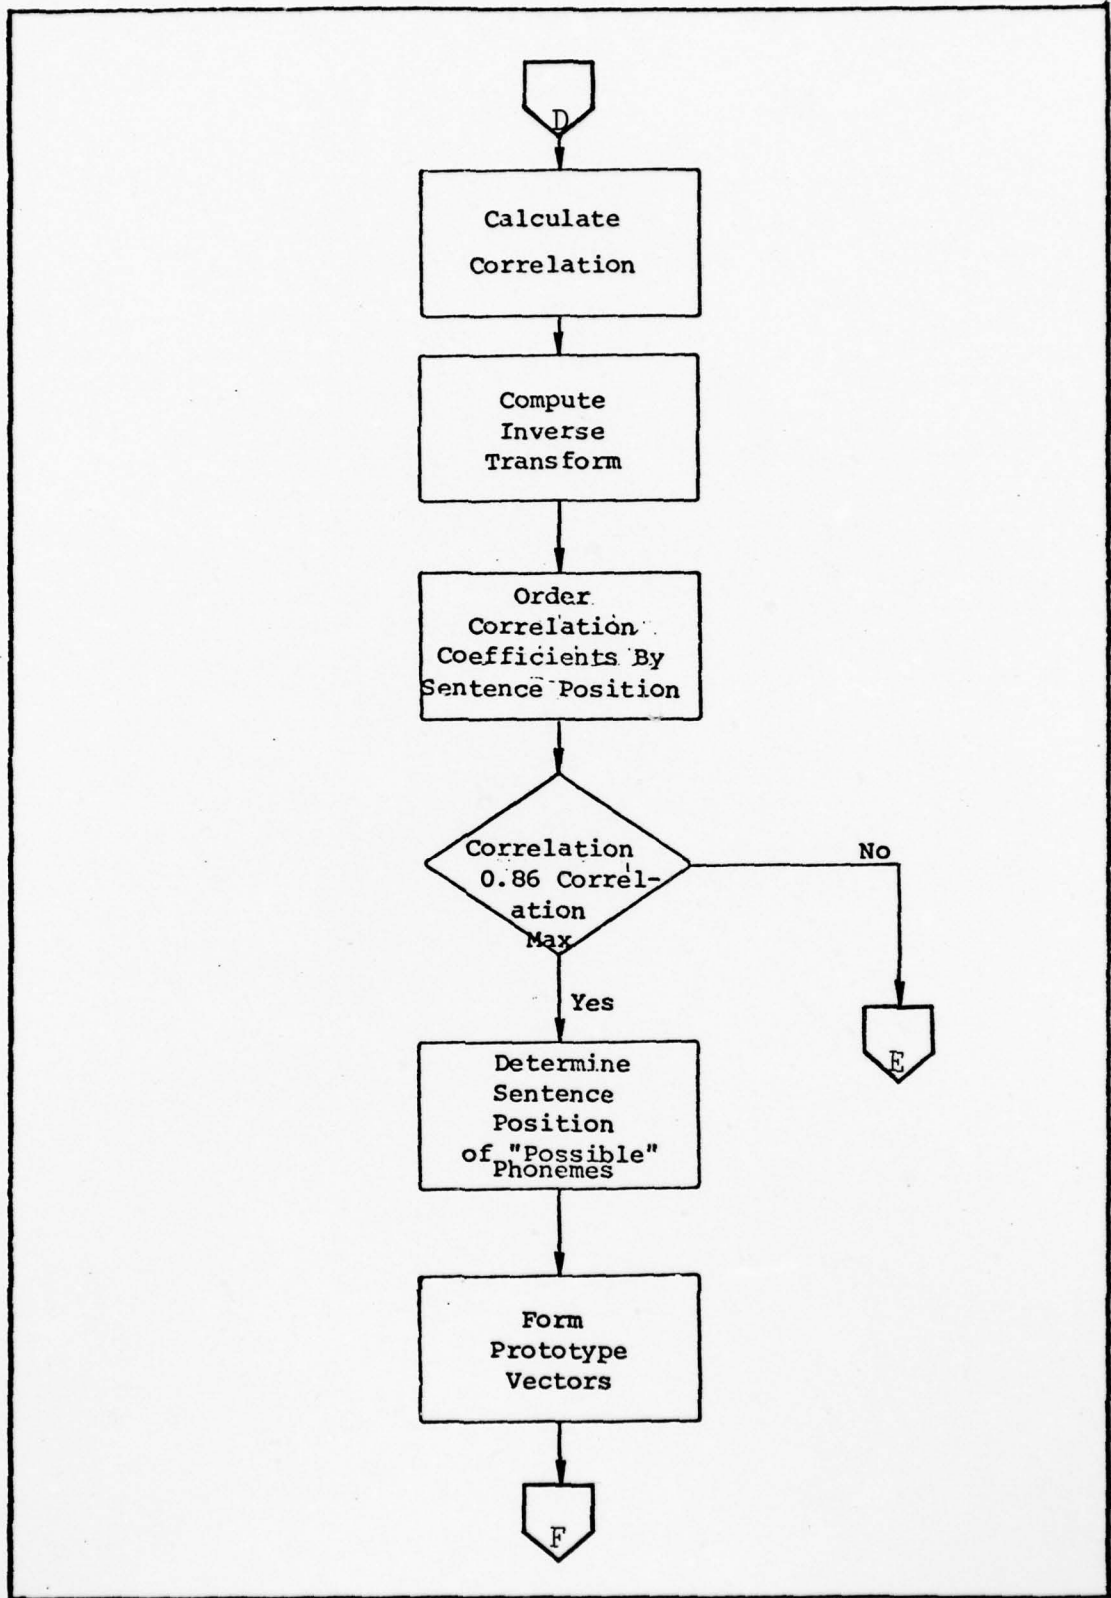 D
Calculate
Correlation
Compute
Inverse
Transform
Order
Correlation
Coefficients By
Sentence Position
Correlation
0.86 Correl-
ation
Max
No
Yes
E
Determine
Sentence
Position
of "Possible"
Phonemes
Form
Prototype
Vectors
F